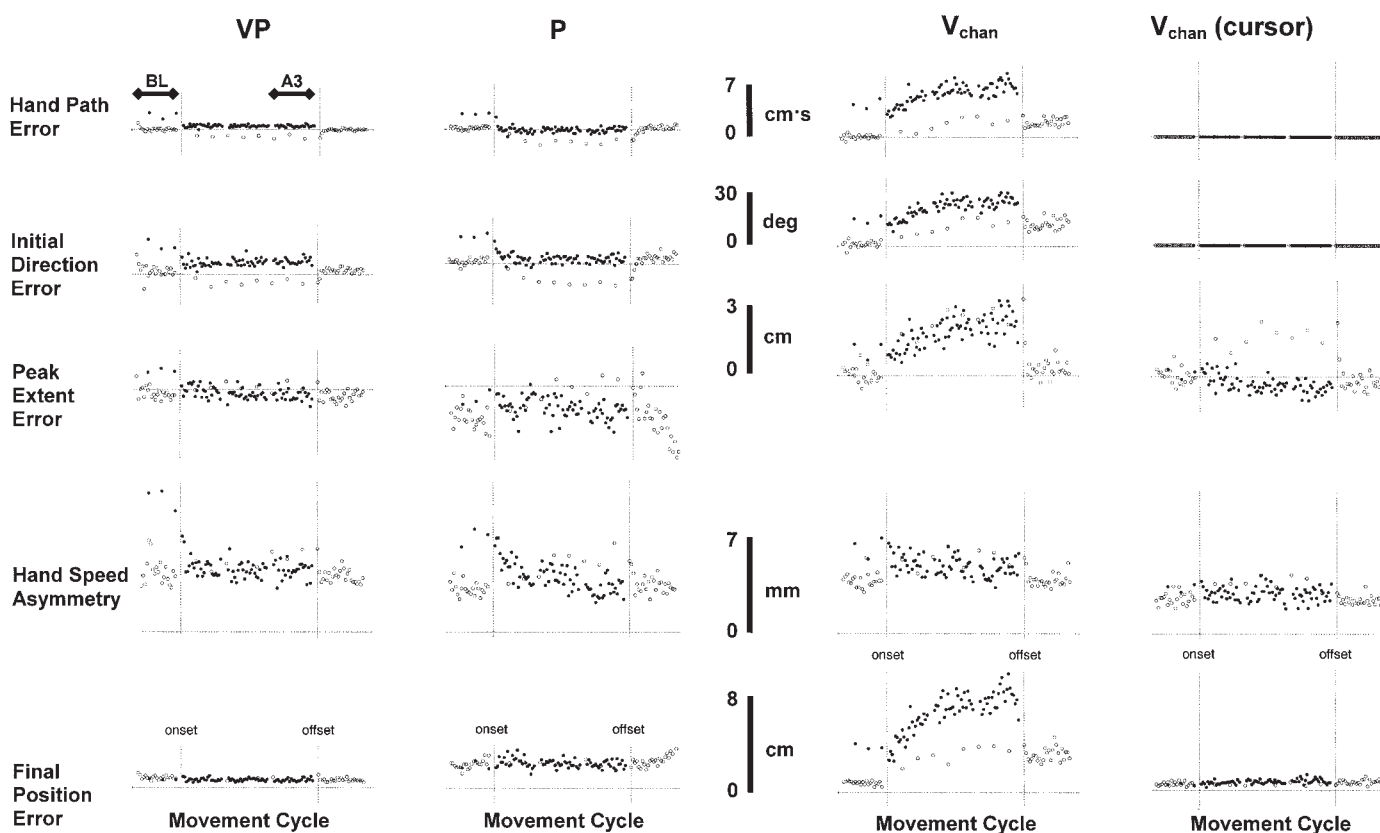 VP
P
Vchan
Vchan (cursor)
BL
A3
Hand Path
Error
7
0
cm·s
Initial
Direction
Error
30
0
deg
Peak
Extent
Error
3
0
cm
Hand Speed
Asymmetry
7
0
mm
onset
offset
onset
offset
onset
offset
onset
offset
Final
Position
Error
8
0
cm
Movement Cycle
Movement Cycle
Movement Cycle
Movement Cycle